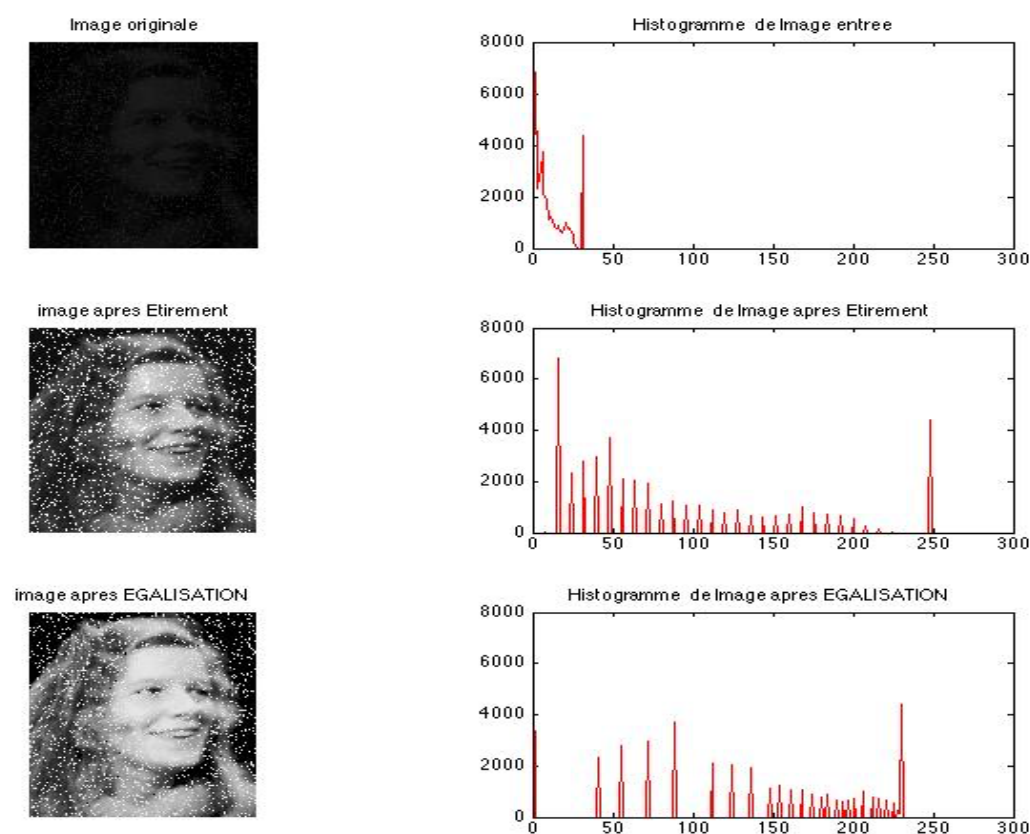 Image originale
Histogramme de Image entree
8000
6000
4000
2000
0
0 50 100 150 200 250 300
image apres Etirement
Histogramme de Image apres Etirement
8000
6000
4000
2000
0
0 50 100 150 200 250 300
image apres EGALISATION
Histogramme de Image apres EGALISATION
8000
6000
4000
2000
0
0 50 100 150 200 250 300